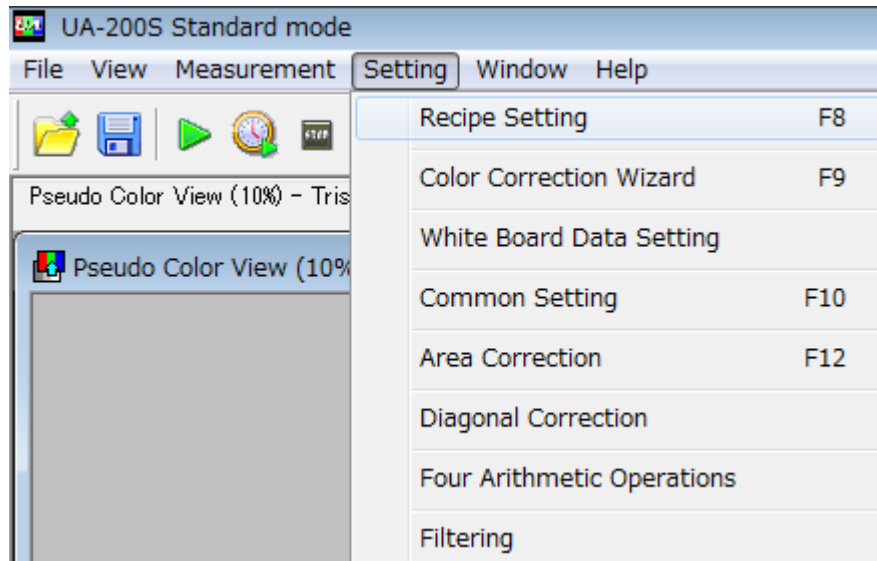 UA-200S Standard mode
File View Measurement Setting Window Help
Recipe Setting F8
STOP
Color Correction Wizard F9
Pseudo Color View (10%) - Tris
White Board Data Setting
Pseudo Color View (10%
Common Setting F10
Area Correction F12
Diagonal Correction
Four Arithmetic Operations
Filtering